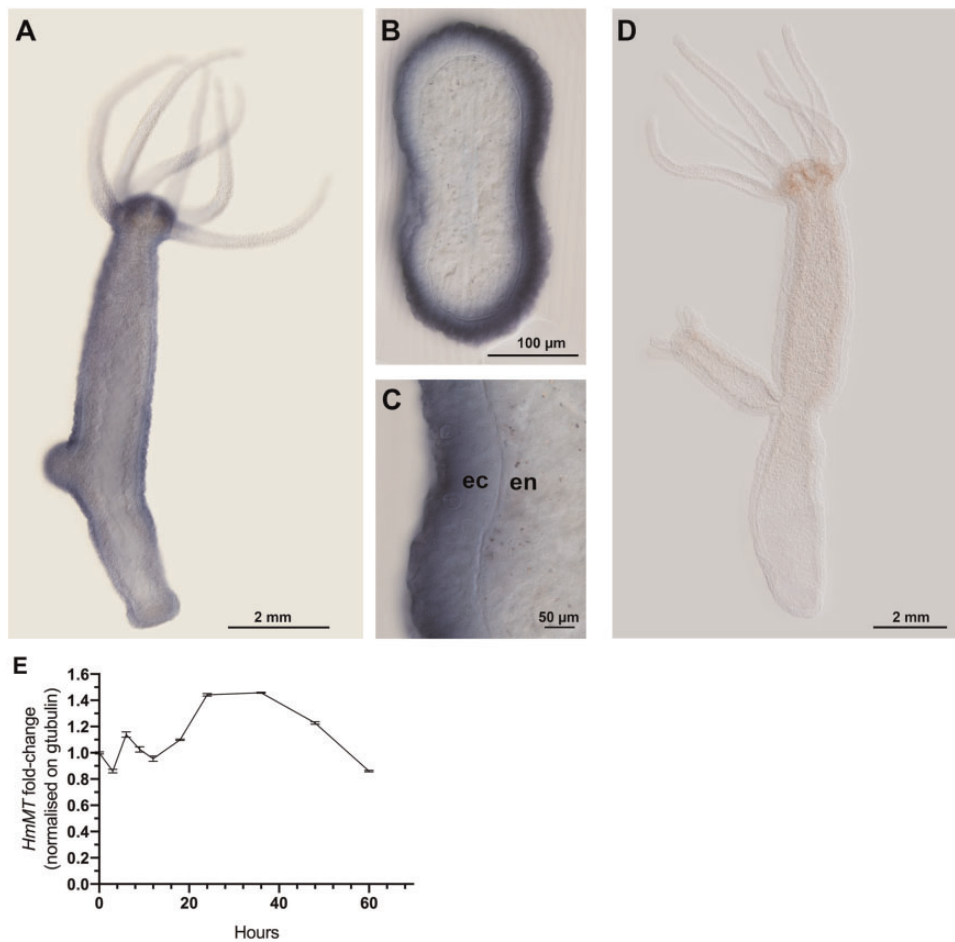 A
B
D
100 µm
C
ec en
2 mm
50 µm
2 mm
E
HmMT fold-change
(normalised on gtubulin)
1.6
1.4
1.2
1.0
0.8
0.6
0.4
0.2
0.0
0 20 40 60
Hours